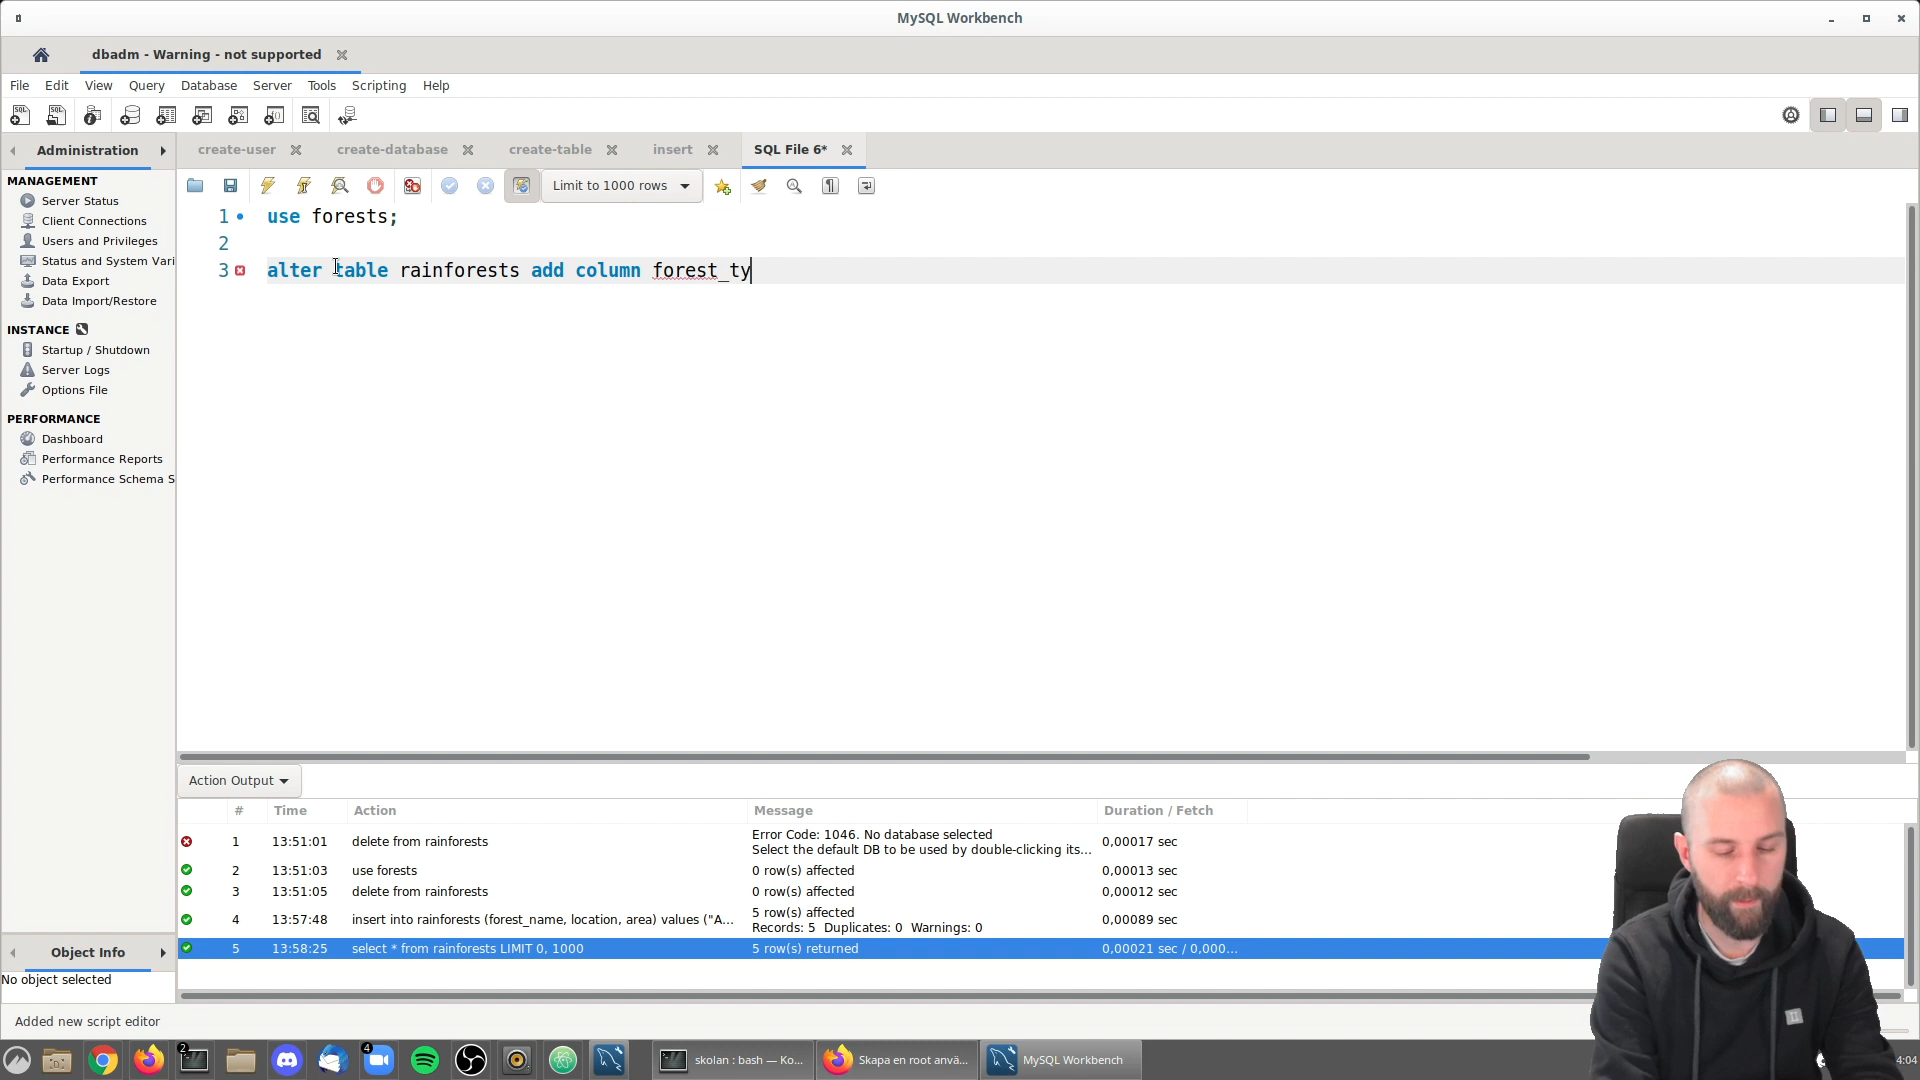 MySQL Workbench
dbadm - Warning - not supported
File Edit View Query Database Server Tools Scripting Help
Administration
create-user create-database create-table insert SQL File 6*
MANAGEMENT
Server Status
Client Connections
Users and Privileges
Status and System Vari
Data Export
Data Import/Restore
INSTANCE
Startup / Shutdown
Server Logs
Options File
PERFORMANCE
Dashboard
Performance Reports
Performance Schema S
Limit to 1000 rows
1 use forests;
2
3 alter table rainforests add column forest_ty
Action Output
# Time Action Message Duration / Fetch
1 13:51:01 delete from rainforests Error Code: 1046. No database selected 0,00017 sec
Select the default DB to be used by double-clicking its...
2 13:51:03 use forests 0 row(s) affected 0,00013 sec
3 13:51:05 delete from rainforests 0 row(s) affected 0,00012 sec
4 13:57:48 insert into rainforests (forest_name, location, area) values ("A... 5 row(s) affected 0,00089 sec
Records: 5 Duplicates: 0 Warnings: 0
5 13:58:25 select * from rainforests LIMIT 0, 1000 5 row(s) returned 0,00021 sec / 0,000...
Object Info
No object selected
Added new script editor
2 4 skolan : bash — Ko... Skapa en root anvä... MySQL Workbench 4:04